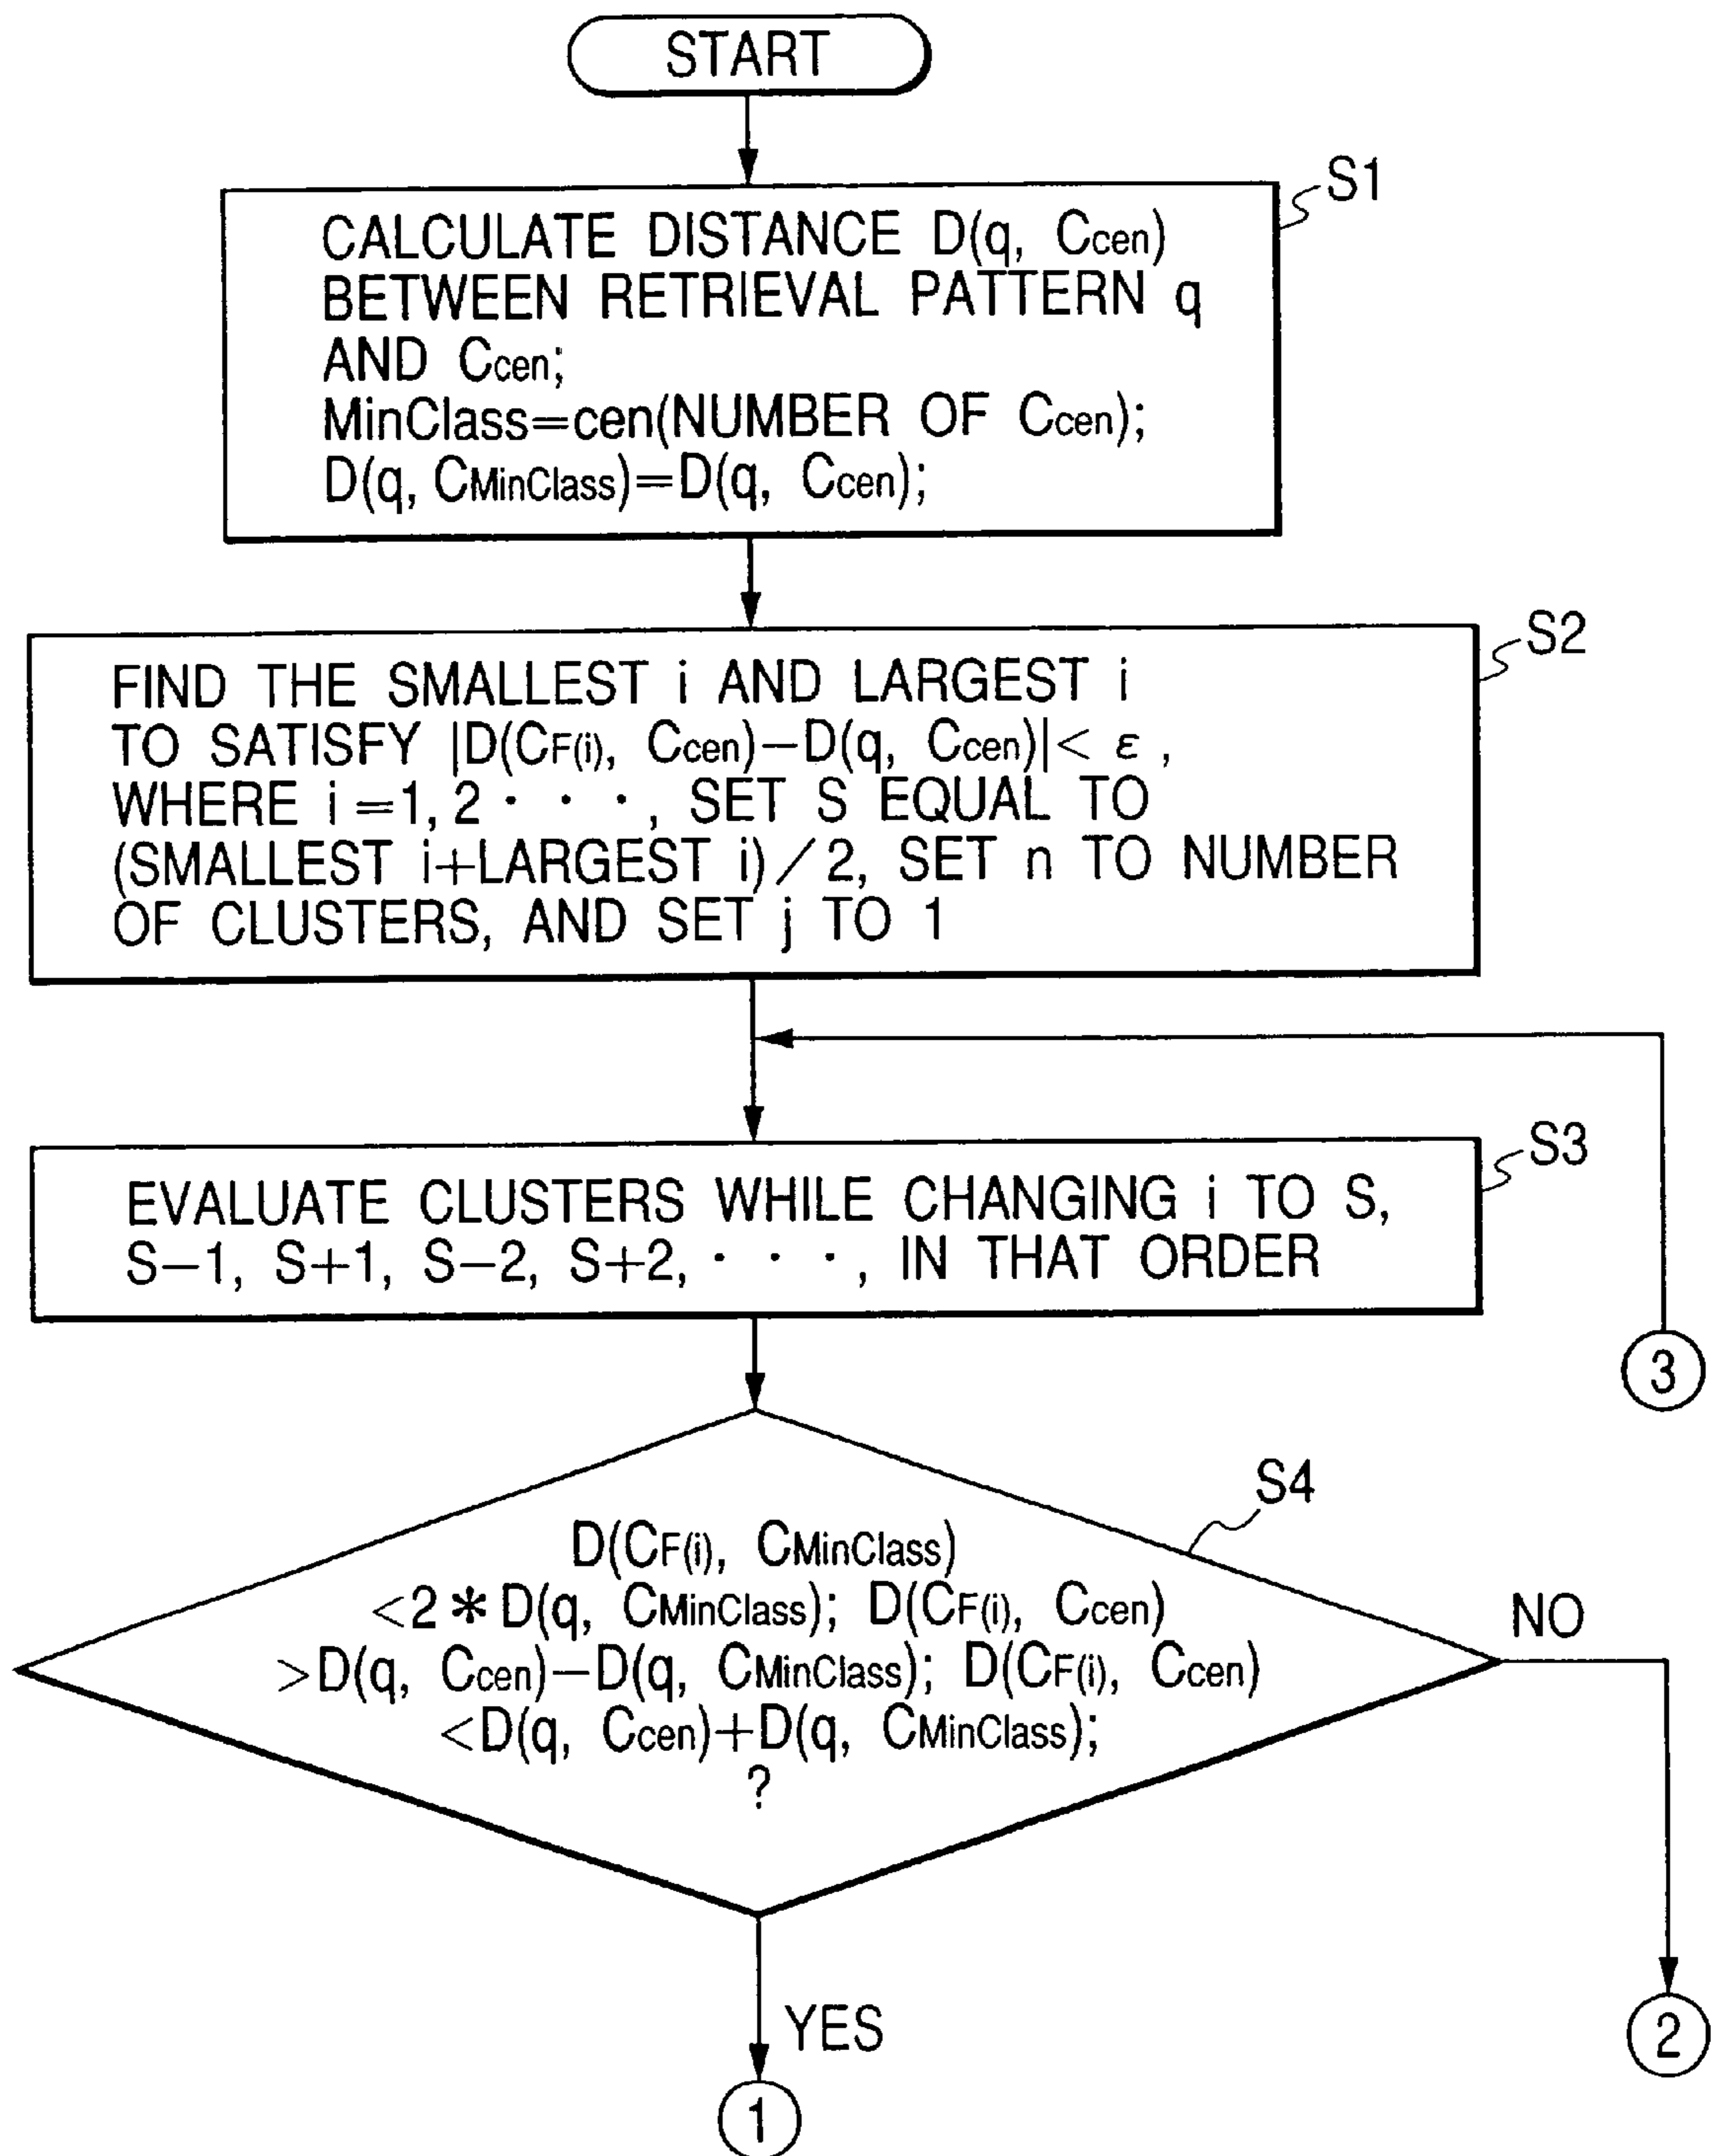 START
S1
CALCULATE DISTANCE D(q, Ccen)
BETWEEN RETRIEVAL PATTERN q
AND Ccen;
MinClass=cen(NUMBER OF Ccen);
D(q, CMinClass)=D(q, Ccen);
S2
FIND THE SMALLEST i AND LARGEST i
TO SATISFY |D(CF(i), Ccen)−D(q, Ccen)|< ε ,
WHERE i=1, 2 · · ·, SET S EQUAL TO
(SMALLEST i+LARGEST i)/2, SET n TO NUMBER
OF CLUSTERS, AND SET j TO 1
S3
EVALUATE CLUSTERS WHILE CHANGING i TO S,
S−1, S+1, S−2, S+2, · · ·, IN THAT ORDER
3
S4
D(CF(i), CMinClass)
<2*D(q, CMinClass); D(CF(i), Ccen)
>D(q, Ccen)−D(q, CMinClass); D(CF(i), Ccen)
<D(q, Ccen)+D(q, CMinClass);
?
NO
YES
2
1